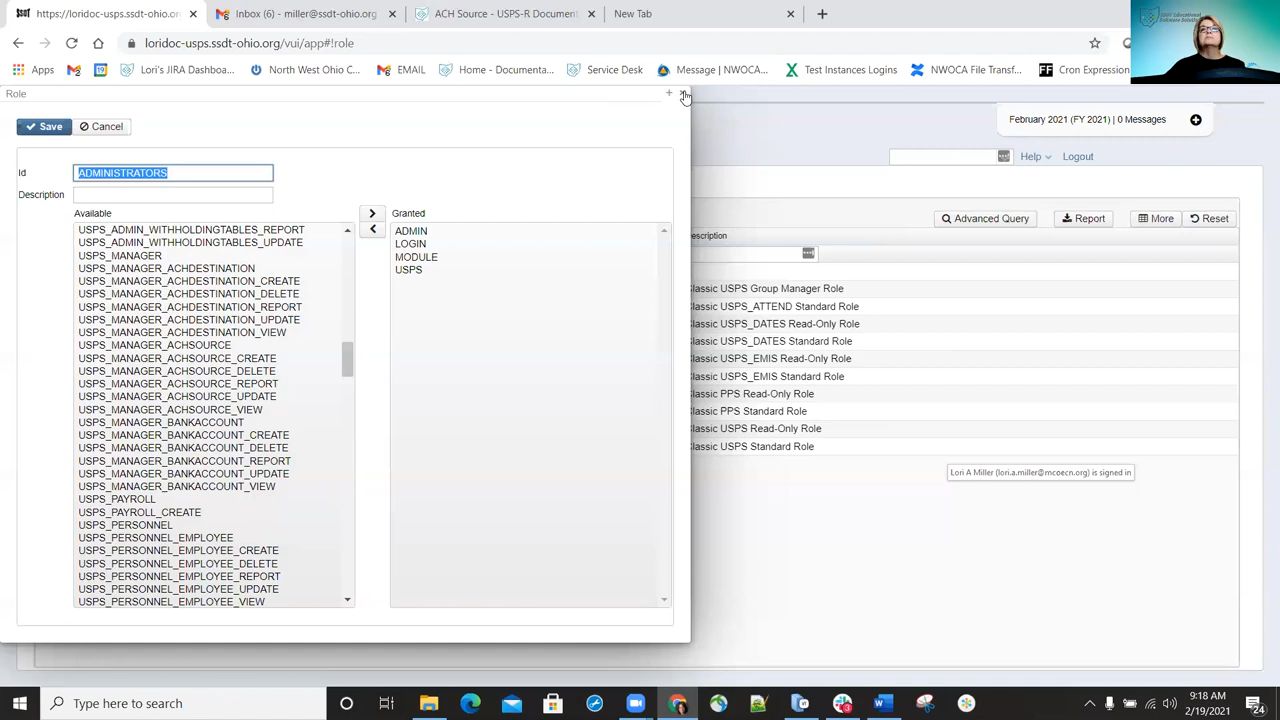 SSDT https://loridoc-usps.ssdt-ohio.org/
Inbox (6) - miller@ssdt-ohio.org
ACH Source - USPS-R Document
New Tab
loridoc-usps.ssdt-ohio.org/vui/app#!role
Apps
Lori's JIRA Dashboa...
North West Ohio C...
EMAIL
Home - Documenta...
Service Desk
Message | NWOCA...
Test Instances Logins
NWOCA File Transf...
FF Cron Expression
Role
Save
Cancel
February 2021 (FY 2021) | 0 Messages
Help
Logout
Id
ADMINISTRATORS
Description
Available
Granted
USPS_ADMIN_WITHHOLDINGTABLES_REPORT
USPS_ADMIN_WITHHOLDINGTABLES_UPDATE
USPS_MANAGER
USPS_MANAGER_ACHDESTINATION
USPS_MANAGER_ACHDESTINATION_CREATE
USPS_MANAGER_ACHDESTINATION_DELETE
USPS_MANAGER_ACHDESTINATION_REPORT
USPS_MANAGER_ACHDESTINATION_UPDATE
USPS_MANAGER_ACHDESTINATION_VIEW
USPS_MANAGER_ACHSOURCE
USPS_MANAGER_ACHSOURCE_CREATE
USPS_MANAGER_ACHSOURCE_DELETE
USPS_MANAGER_ACHSOURCE_REPORT
USPS_MANAGER_ACHSOURCE_UPDATE
USPS_MANAGER_ACHSOURCE_VIEW
USPS_MANAGER_BANKACCOUNT
USPS_MANAGER_BANKACCOUNT_CREATE
USPS_MANAGER_BANKACCOUNT_DELETE
USPS_MANAGER_BANKACCOUNT_REPORT
USPS_MANAGER_BANKACCOUNT_UPDATE
USPS_MANAGER_BANKACCOUNT_VIEW
USPS_PAYROLL
USPS_PAYROLL_CREATE
USPS_PERSONNEL
USPS_PERSONNEL_EMPLOYEE
USPS_PERSONNEL_EMPLOYEE_CREATE
USPS_PERSONNEL_EMPLOYEE_DELETE
USPS_PERSONNEL_EMPLOYEE_REPORT
USPS_PERSONNEL_EMPLOYEE_UPDATE
USPS_PERSONNEL_EMPLOYEE_VIEW
ADMIN
LOGIN
MODULE
USPS
Advanced Query
Report
More
Reset
escription
Classic USPS Group Manager Role
Classic USPS_ATTEND Standard Role
Classic USPS_DATES Read-Only Role
Classic USPS_DATES Standard Role
Classic USPS_EMIS Read-Only Role
Classic USPS_EMIS Standard Role
Classic PPS Read-Only Role
Classic PPS Standard Role
Classic USPS Read-Only Role
Classic USPS Standard Role
Lori A Miller (lori.a.miller@mcoecn.org) is signed in
Type here to search
9:18 AM
2/19/2021
24